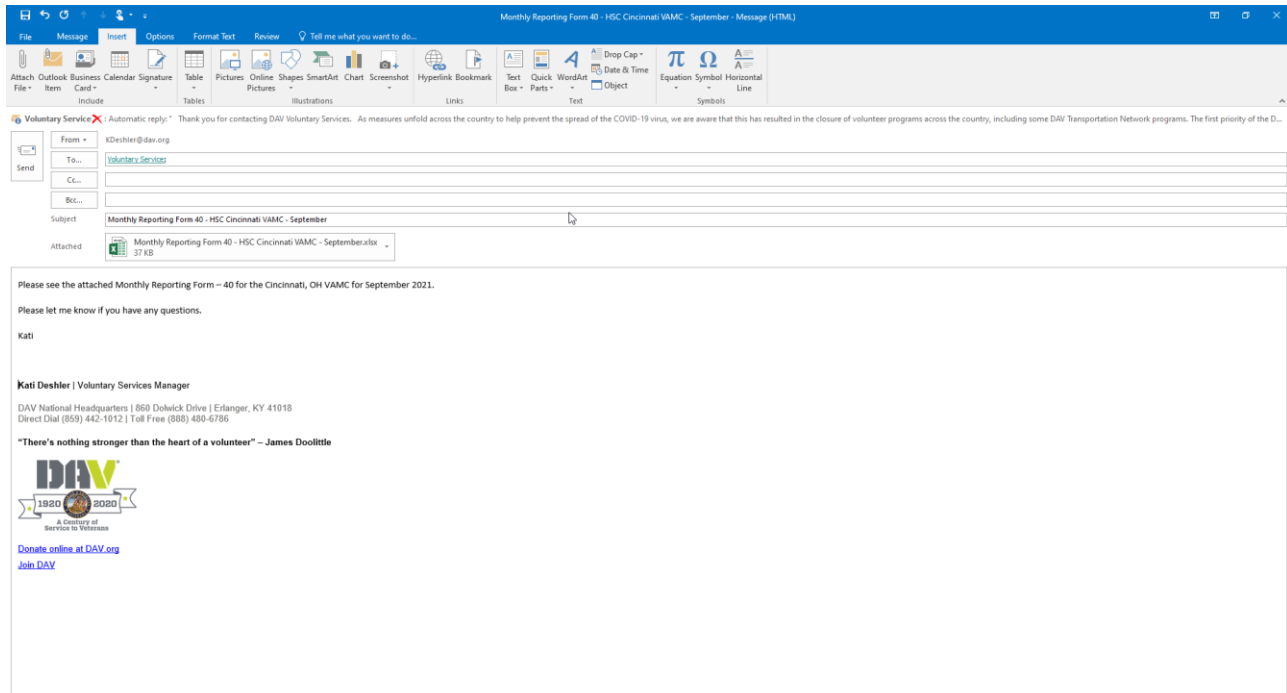 Monthly Reporting Form 40 - HSC Cincinnati VAMC - September - Message (HTML)
File Message Insert Options Format Text Review Tell me what you want to do...
Attach File Outlook Item Business Card Calendar Signature Table Pictures Online Pictures Shapes SmartArt Chart Screenshot Hyperlink Bookmark Text Box Quick Parts WordArt Drop Cap Equation Symbol Horizontal Line
Date & Time
Object
Include Tables Illustrations Links Text Symbols
Voluntary Service : Automatic reply: " Thank you for contacting DAV Voluntary Services. As measures unfold across the country to help prevent the spread of the COVID-19 virus, we are aware that this has resulted in the closure of volunteer programs across the country, including some DAV Transportation Network programs. The first priority of the D...
From KDeshler@dav.org
Send
To... Voluntary Services
Cc...
Bcc...
Subject Monthly Reporting Form 40 - HSC Cincinnati VAMC - September
Attached Monthly Reporting Form 40 - HSC Cincinnati VAMC - September.xlsx
37 KB
Please see the attached Monthly Reporting Form – 40 for the Cincinnati, OH VAMC for September 2021.
Please let me know if you have any questions.
Kati
Kati Deshler | Voluntary Services Manager
DAV National Headquarters | 860 Dolwick Drive | Erlanger, KY 41018
Direct Dial (859) 442-1012 | Toll Free (888) 480-6786
"There's nothing stronger than the heart of a volunteer" – James Doolittle
DAV
1920 2020
A Century of
Service to Veterans
Donate online at DAV.org
Join DAV